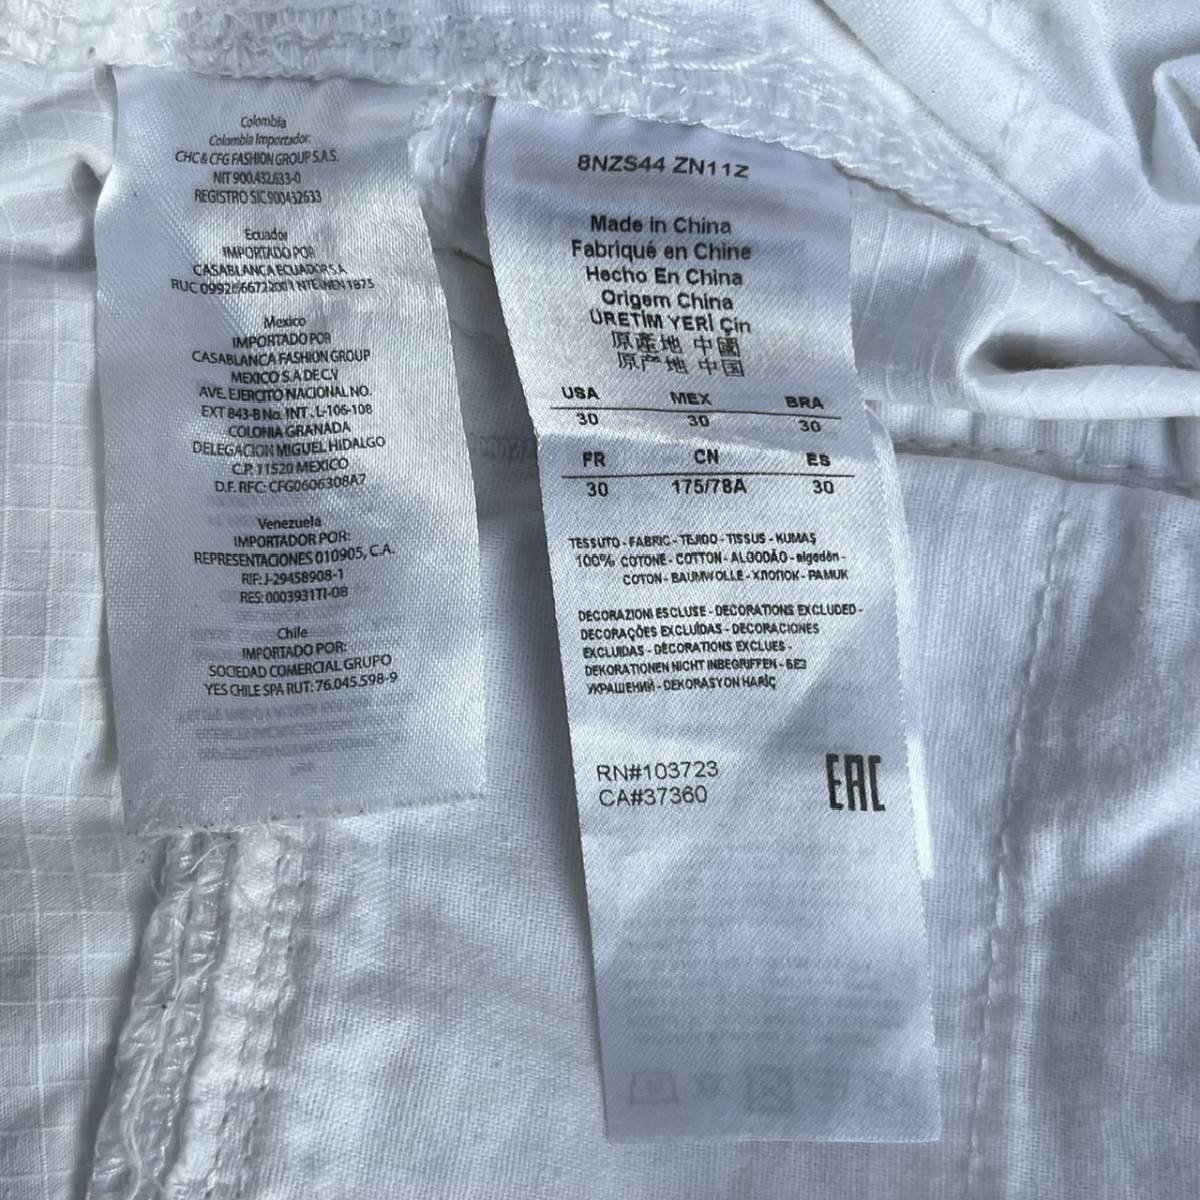 Colombia
Colombia Importador:
CHC & CFG FASHION GROUP S.A.S.
NIT 900.432.633-0
REGISTRO SIC 900432633
Ecuador
IMPORTADO POR
CASABLANCA ECUADOR S.A
RUC NTE INEN 1875
Mexico
IMPORTADO POR
CASABLANCA FASHION GROUP
MEXICO S.A DE C.V
AVE. EJERCITO NACIONAL NO.
EXT 843-B No. INT. L-106-108
COLONIA GRANADA
DELEGACION MIGUEL HIDALGO
C.P. 11520 MEXICO
D.F. RFC: CFG0606308A7
Venezuela
IMPORTADOR POR:
REPRESENTACIONES 010905, C.A.
RIF: J-29458908-1
RES: 0003931TI-08
Chile
IMPORTADO POR:
SOCIEDAD COMERCIAL GRUPO
YES CHILE SPA RUT: 76.045.598-9
8NZS44 ZN11Z
Made in China
Fabriqué en Chine
Hecho En China
Origem China
ÜRETİM YERİ Çin
原產地 中國
原产地 中国
USA MEX BRA
30 30 30
FR CN ES
30 175/78A 30
TESSUTO - FABRIC - TEJIDO - TISSUS - KUMAŞ
100% COTONE - COTTON - ALGODÃO - algodón -
COTON - BAUMWOLLE - ХЛОПОК - PAMUK
DECORAZIONI ESCLUSE - DECORATIONS EXCLUDED -
DECORAÇÕES EXCLUÍDAS - DECORACIONES
EXCLUIDAS - DÉCORATIONS EXCLUES -
DEKORATIONEN NICHT INBEGRIFFEN - БЕЗ
УКРАШЕНИЙ - DEKORASYON HARİÇ
RN#103723
CA#37360
EAC